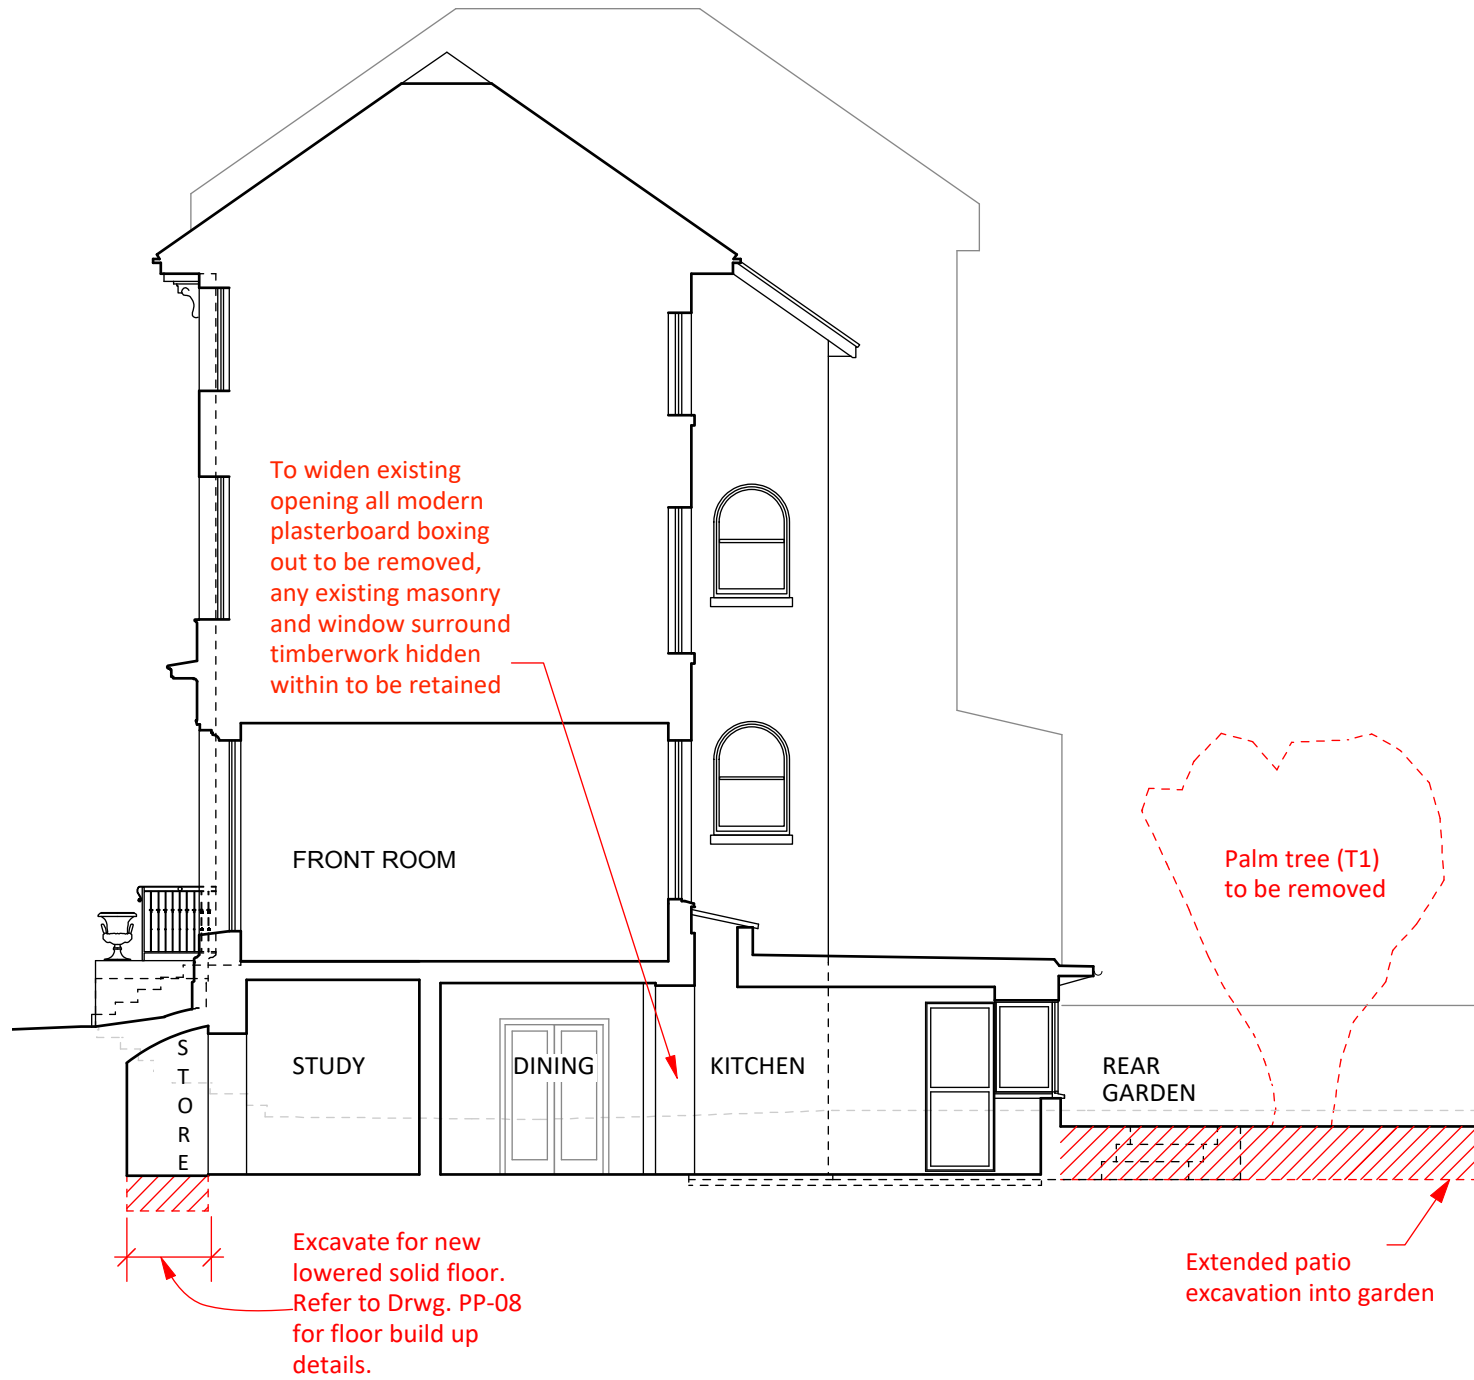 To widen existing
opening all modern
plasterboard boxing
out to be removed,
any existing masonry
and window surround
timberwork hidden
within to be retained
FRONT ROOM
Palm tree (T1)
to be removed
STORE
STUDY
DINING
KITCHEN
REAR
GARDEN
Excavate for new
lowered solid floor.
Refer to Drwg. PP-08
for floor build up
details.
Extended patio
excavation into garden